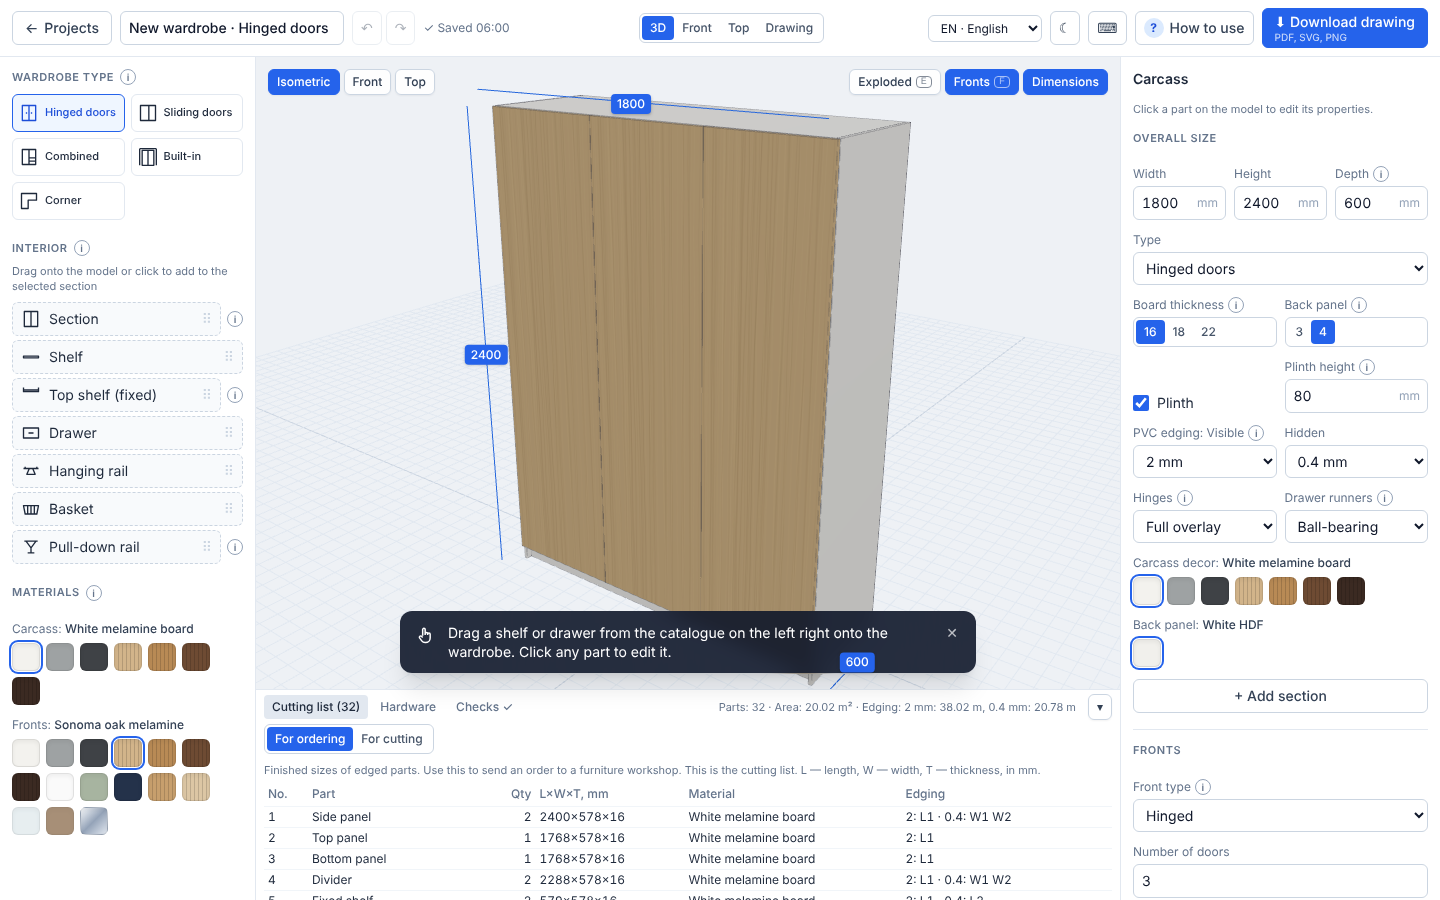 ← Projects
New wardrobe · Hinged doors
✓ Saved 06:00
3D Front Top Drawing
EN · English
? How to use
⬇ Download drawing
PDF, SVG, PNG
WARDROBE TYPE i
Hinged doors
Sliding doors
Combined
Built-in
Corner
INTERIOR i
Drag onto the model or click to add to the
selected section
Section i
Shelf
Top shelf (fixed) i
Drawer
Hanging rail
Basket
Pull-down rail i
MATERIALS i
Carcass: White melamine board
Fronts: Sonoma oak melamine
Isometric Front Top
Exploded E Fronts F Dimensions
1800
2400
600
Drag a shelf or drawer from the catalogue on the left right onto the
wardrobe. Click any part to edit it.
Cutting list (32) Hardware Checks ✓
Parts: 32 · Area: 20.02 m² · Edging: 2 mm: 38.02 m, 0.4 mm: 20.78 m
For ordering For cutting
Finished sizes of edged parts. Use this to send an order to a furniture workshop. This is the cutting list. L — length, W — width, T — thickness, in mm.
No. Part Qty L×W×T, mm Material Edging
1 Side panel 2 2400×578×16 White melamine board 2: L1 · 0.4: W1 W2
2 Top panel 1 1768×578×16 White melamine board 2: L1
3 Bottom panel 1 1768×578×16 White melamine board 2: L1
4 Divider 2 2288×578×16 White melamine board 2: L1 · 0.4: W1 W2
Carcass
Click a part on the model to edit its properties.
OVERALL SIZE
Width Height Depth i
1800 mm 2400 mm 600 mm
Type
Hinged doors
Board thickness i Back panel i
16 18 22 3 4
Plinth height i
Plinth 80 mm
PVC edging: Visible i Hidden
2 mm 0.4 mm
Hinges i Drawer runners i
Full overlay Ball-bearing
Carcass decor: White melamine board
Back panel: White HDF
+ Add section
FRONTS
Front type i
Hinged
Number of doors
3